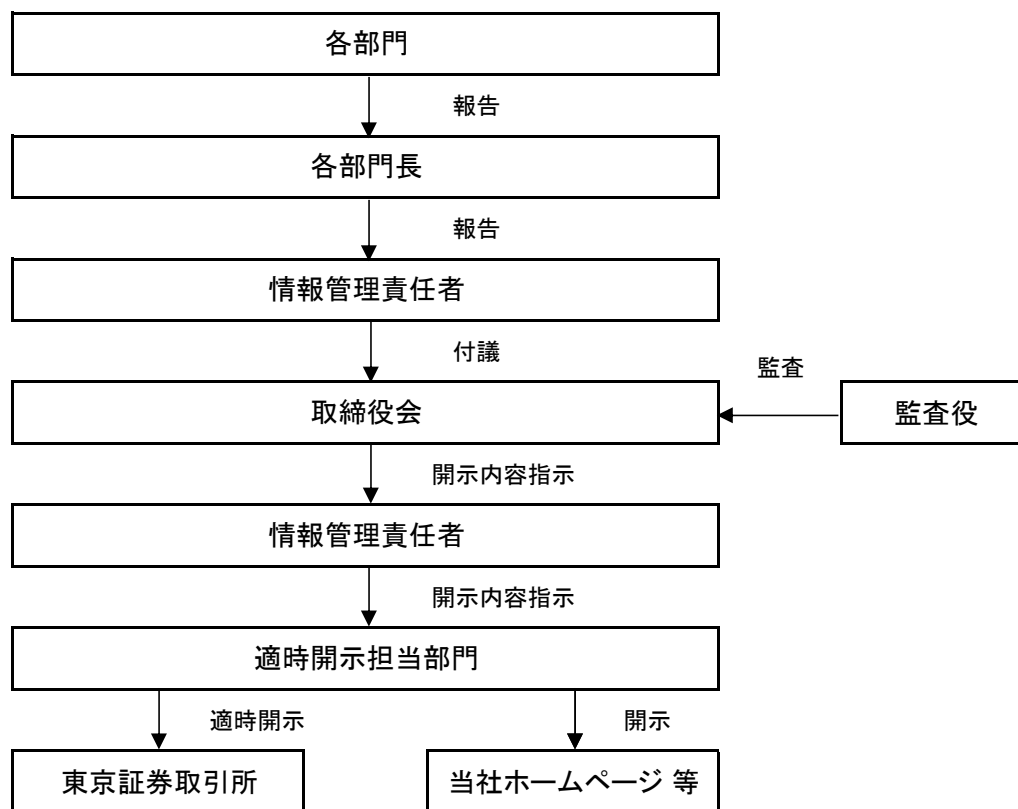 各部門
報告
各部門長
報告
情報管理責任者
付議
監査
取締役会
監査役
開示内容指示
情報管理責任者
開示内容指示
適時開示担当部門
適時開示
開示
東京証券取引所
当社ホームページ 等